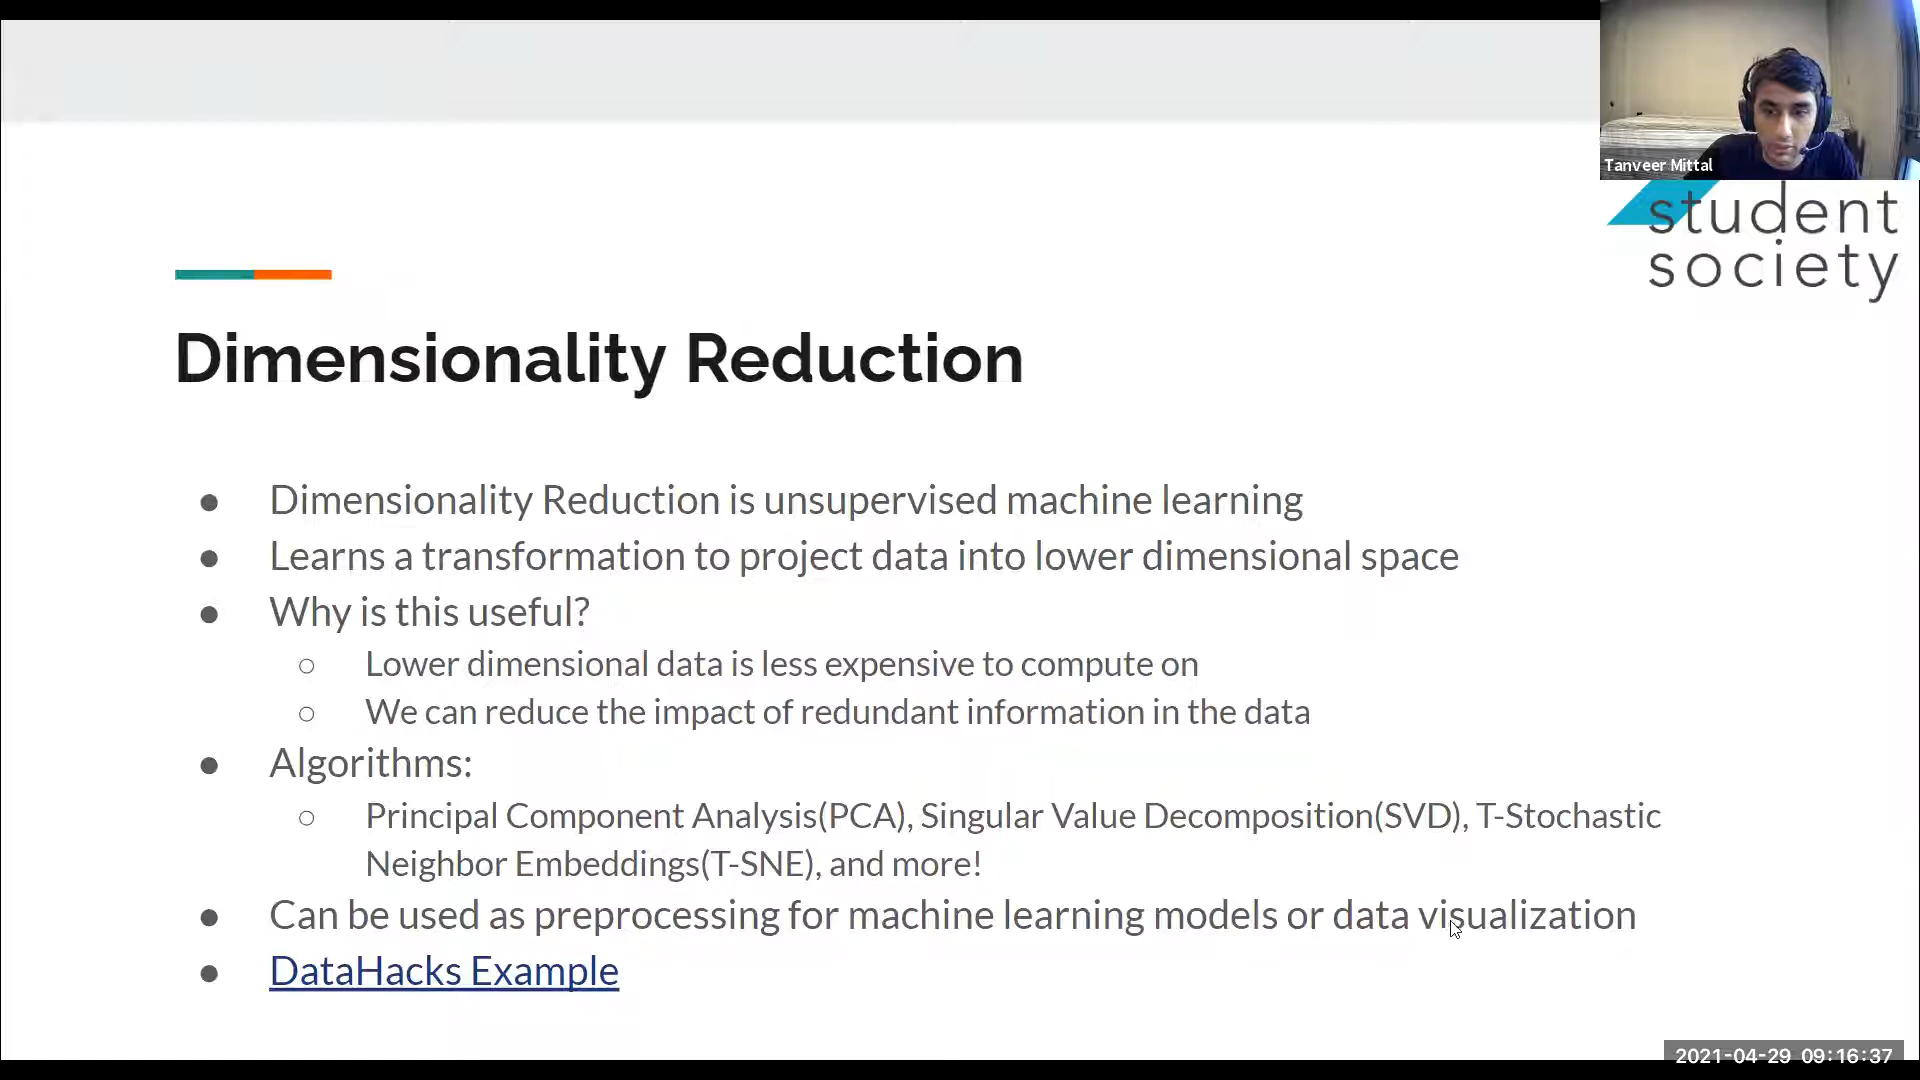 Tanveer Mittal
student
society
Dimensionality Reduction
● Dimensionality Reduction is unsupervised machine learning
● Learns a transformation to project data into lower dimensional space
● Why is this useful?
○ Lower dimensional data is less expensive to compute on
○ We can reduce the impact of redundant information in the data
● Algorithms:
○ Principal Component Analysis(PCA), Singular Value Decomposition(SVD), T-Stochastic
Neighbor Embeddings(T-SNE), and more!
● Can be used as preprocessing for machine learning models or data visualization
● DataHacks Example
2021-04-29 09:16:37